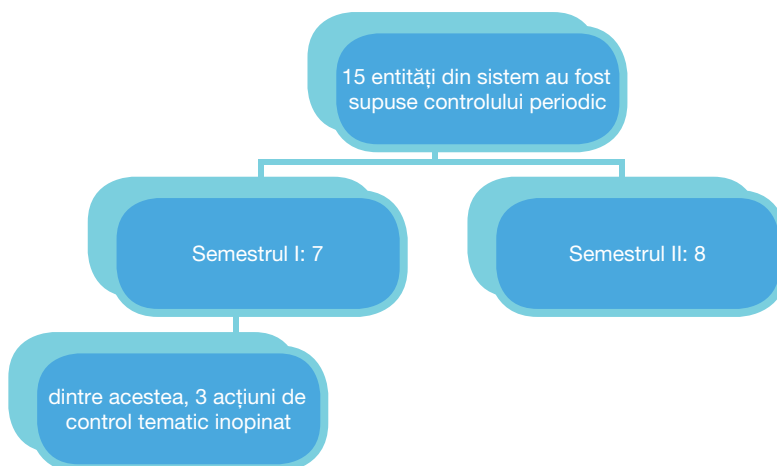 15 entități din sistem au fost
supuse controlului periodic
Semestrul I: 7
Semestrul II: 8
dintre acestea, 3 acțiuni de
control tematic inopinat